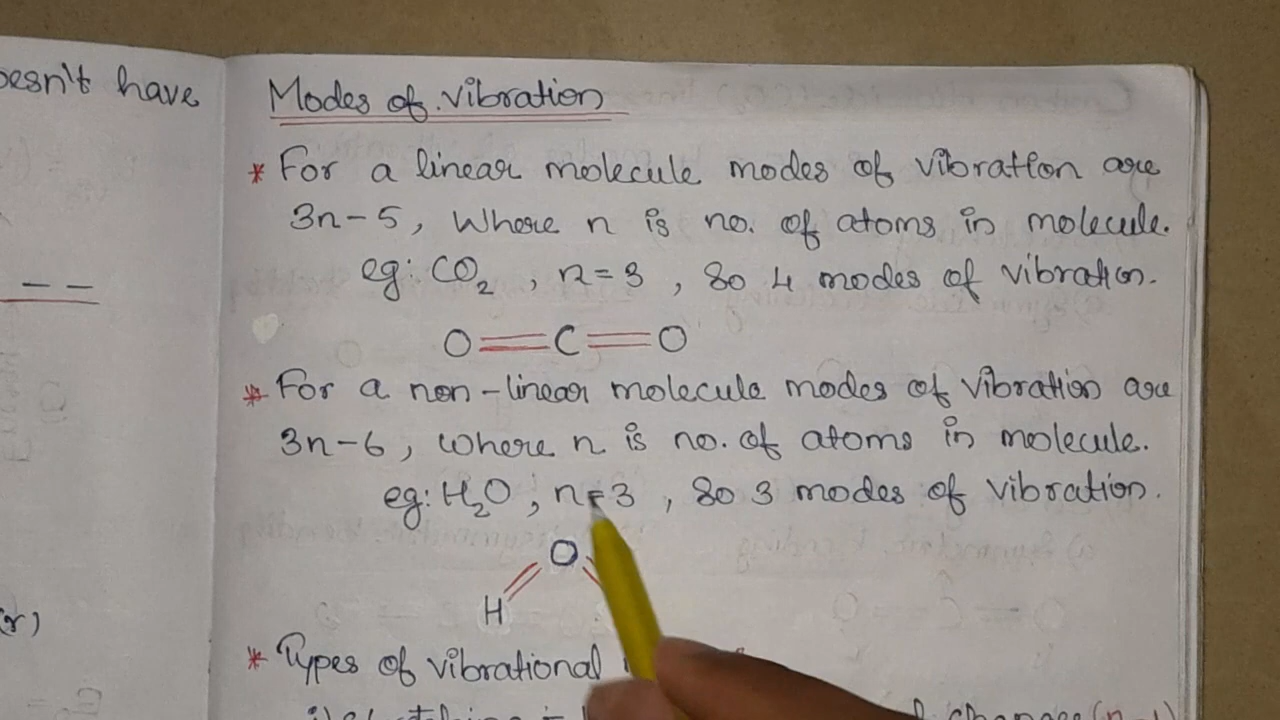 oesn't have
Modes of vibration
* For a linear molecule modes of vibration are
3n-5, where n is no. of atoms in molecule.
eg: CO₂, n=3, so 4 modes of vibration.
O=C=O
* For a non-linear molecule modes of vibration are
3n-6, where n is no. of atoms in molecule.
eg: H₂O, n=3, so 3 modes of vibration.
O
H
* Types of vibrational